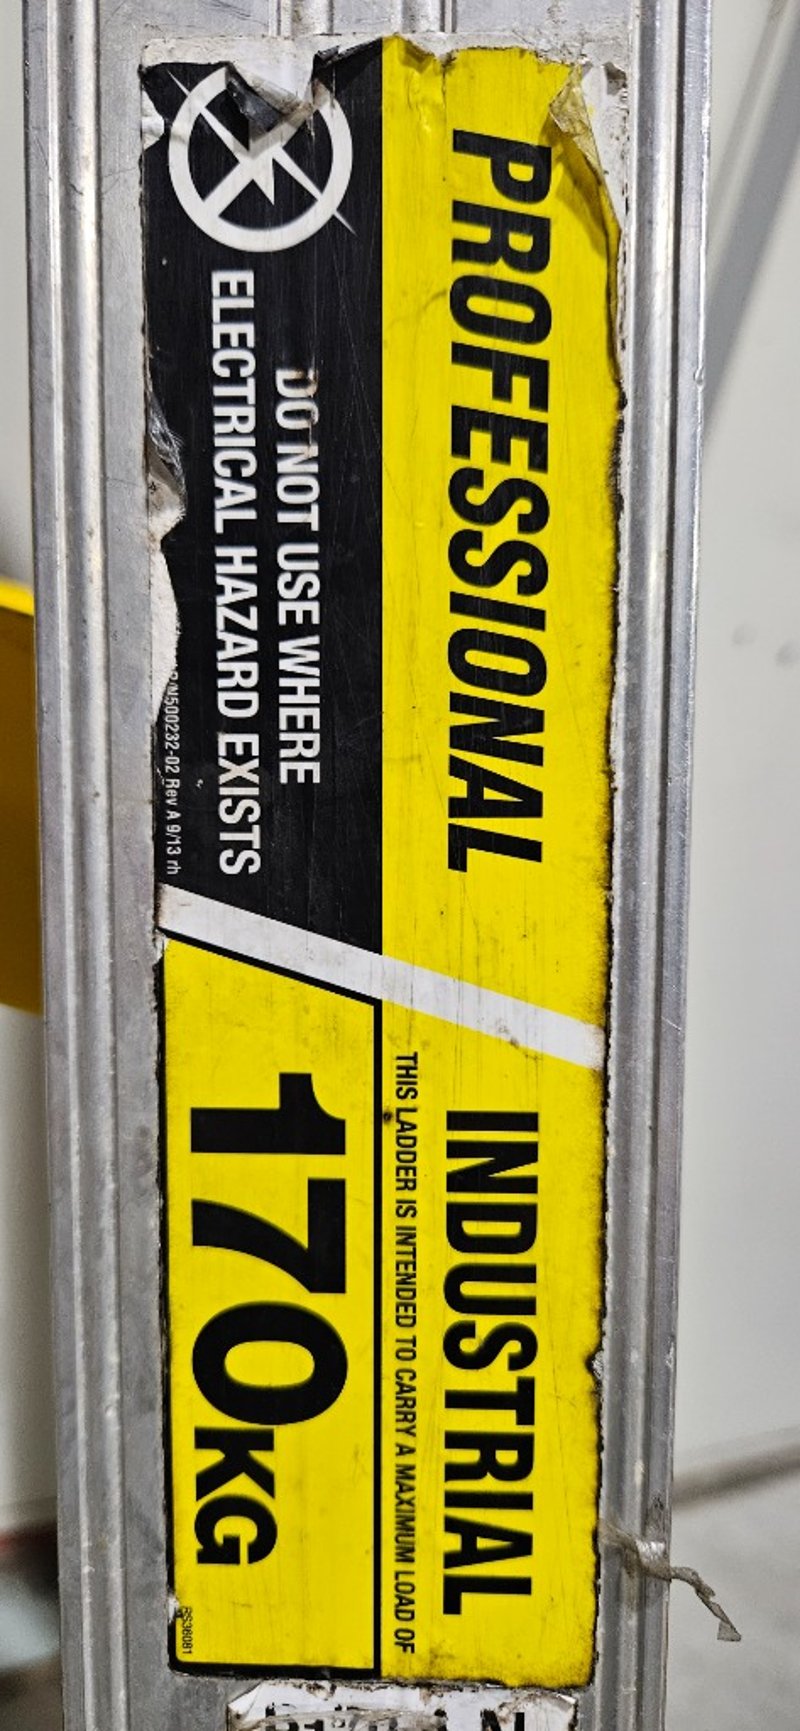 PROFESSIONAL
DO NOT USE WHERE
ELECTRICAL HAZARD EXISTS
P/N500232-02 Rev A 9/13 rh
INDUSTRIAL
THIS LADDER IS INTENDED TO CARRY A MAXIMUM LOAD OF
170KG